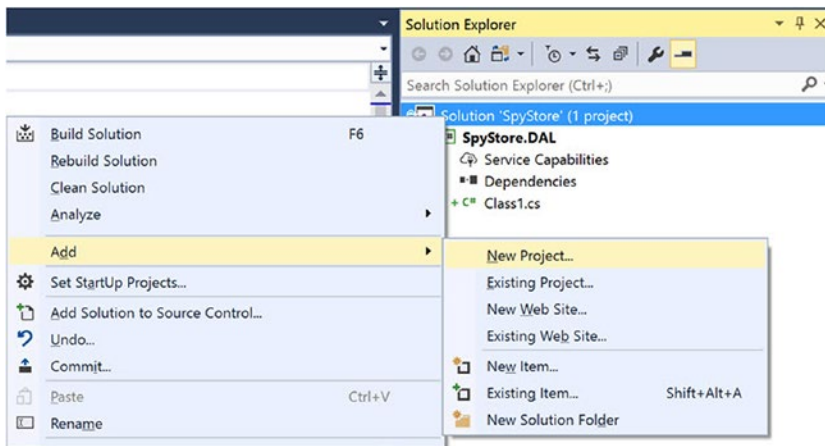 Solution Explorer
Search Solution Explorer (Ctrl+;)
Solution 'SpyStore' (1 project)
SpyStore.DAL
Service Capabilities
Dependencies
+ C# Class1.cs
Build Solution F6
Rebuild Solution
Clean Solution
Analyze
Add
Set StartUp Projects...
Add Solution to Source Control...
Undo...
Commit...
Paste Ctrl+V
Rename
New Project...
Existing Project...
New Web Site...
Existing Web Site...
New Item...
Existing Item... Shift+Alt+A
New Solution Folder